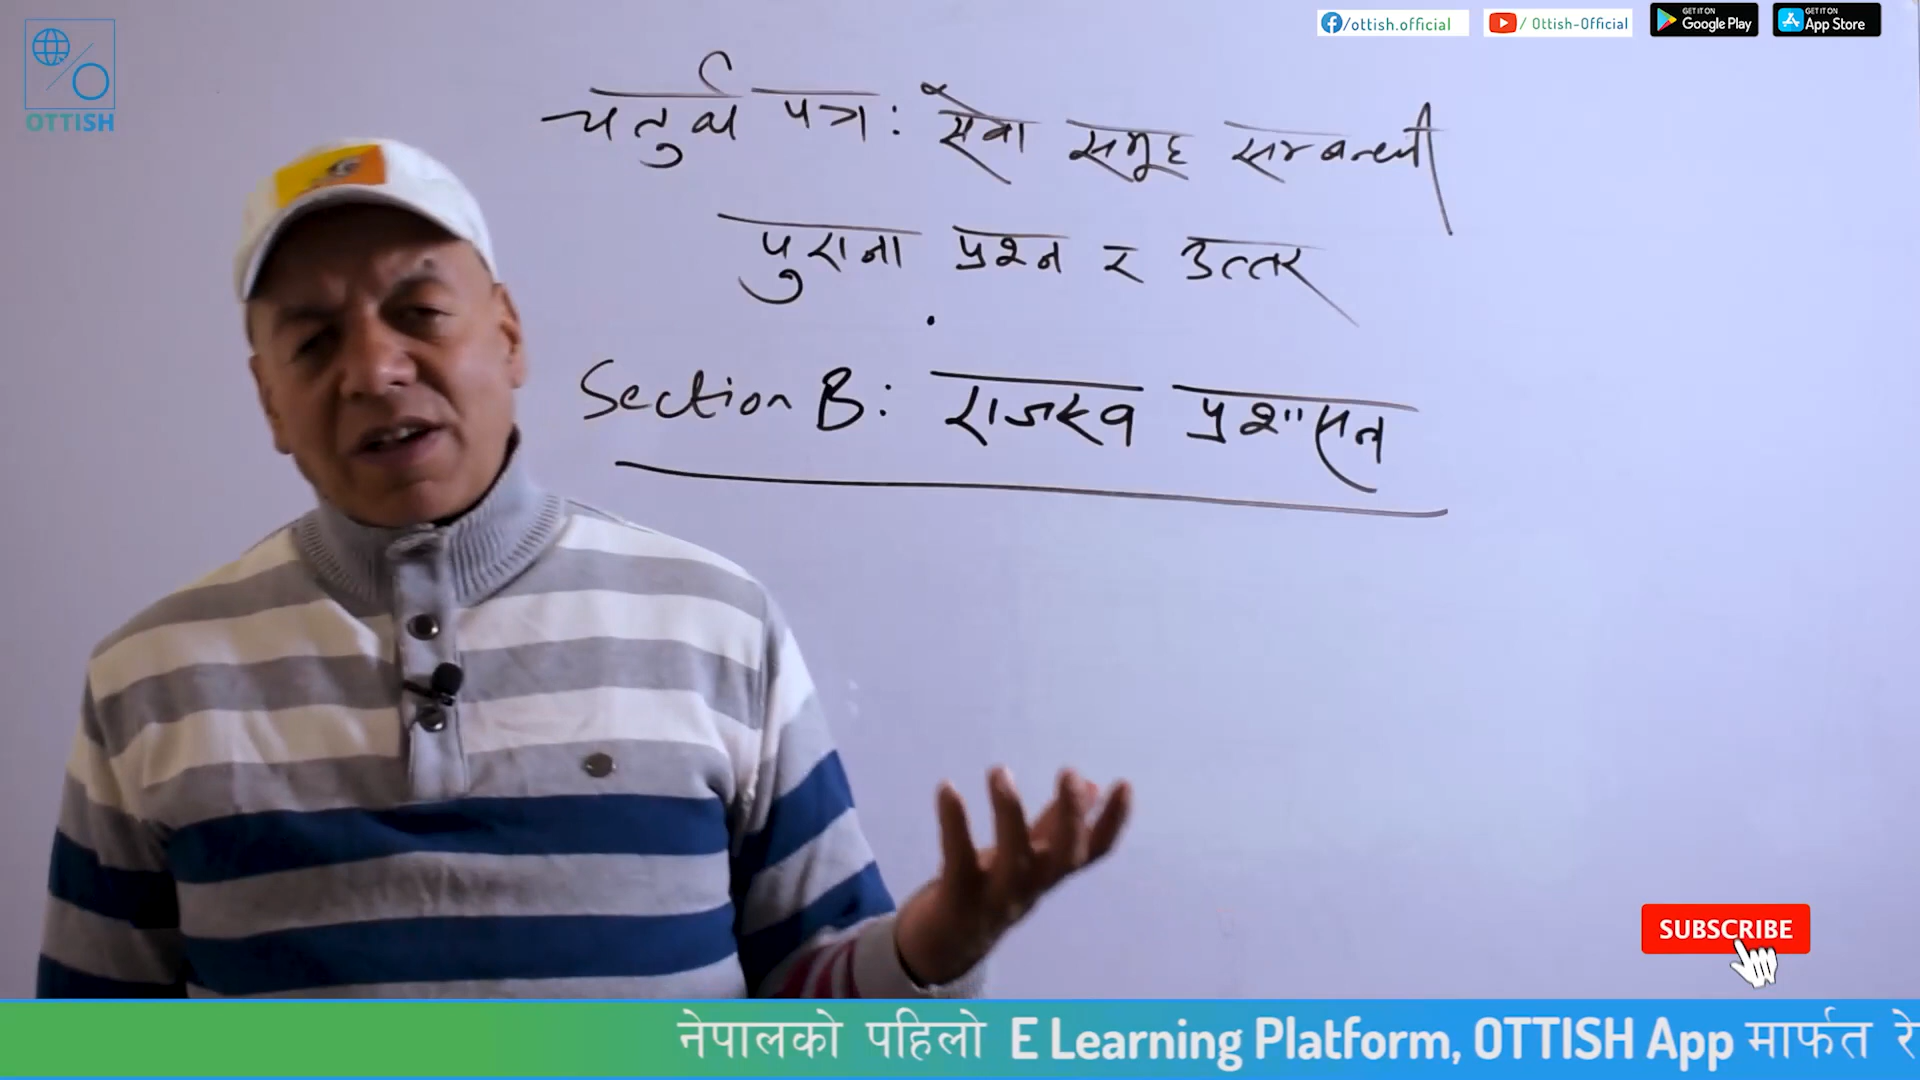 OTTISH
/ottish.official
/ Ottish-Official
GET IT ON
Google Play
GET IT ON
App Store
चतुर्थ पत्र: सेवा समूह सम्बन्धी
पुराना प्रश्न र उत्तर
Section B: राजस्व प्रशासन
SUBSCRIBE
नेपालको पहिलो E Learning Platform, OTTISH App मार्फत रे